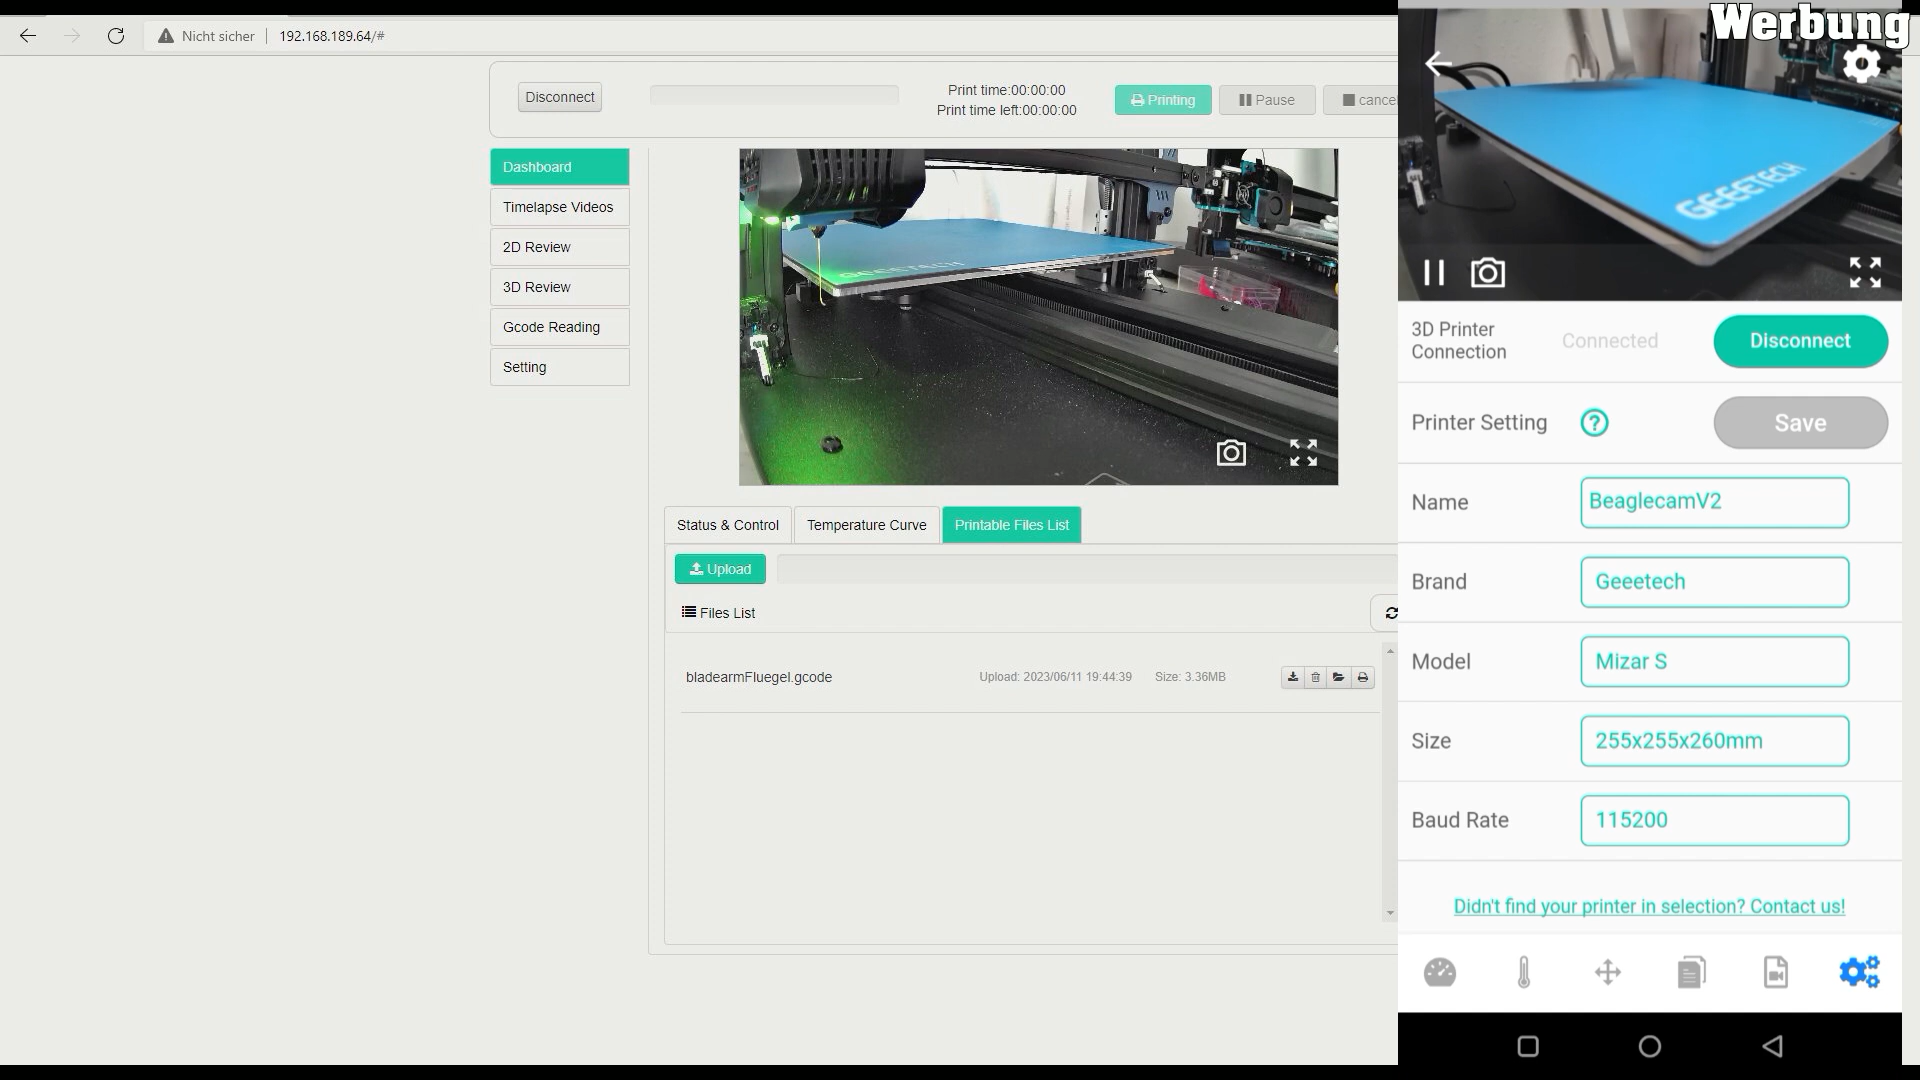 Nicht sicher
192.168.189.64/#
Disconnect
Print time:00:00:00
Print time left:00:00:00
Printing
Pause
cance
Dashboard
Timelapse Videos
2D Review
3D Review
Gcode Reading
Setting
GEEETECH
Status & Control
Temperature Curve
Printable Files List
Upload
Files List
bladearmFluegel.gcode
Upload: 2023/06/11 19:44:39
Size: 3.36MB
Werbung
GEEETECH
3D Printer
Connection
Connected
Disconnect
Printer Setting
?
Save
Name
BeaglecamV2
Brand
Geeetech
Model
Mizar S
Size
255x255x260mm
Baud Rate
115200
Didn't find your printer in selection? Contact us!